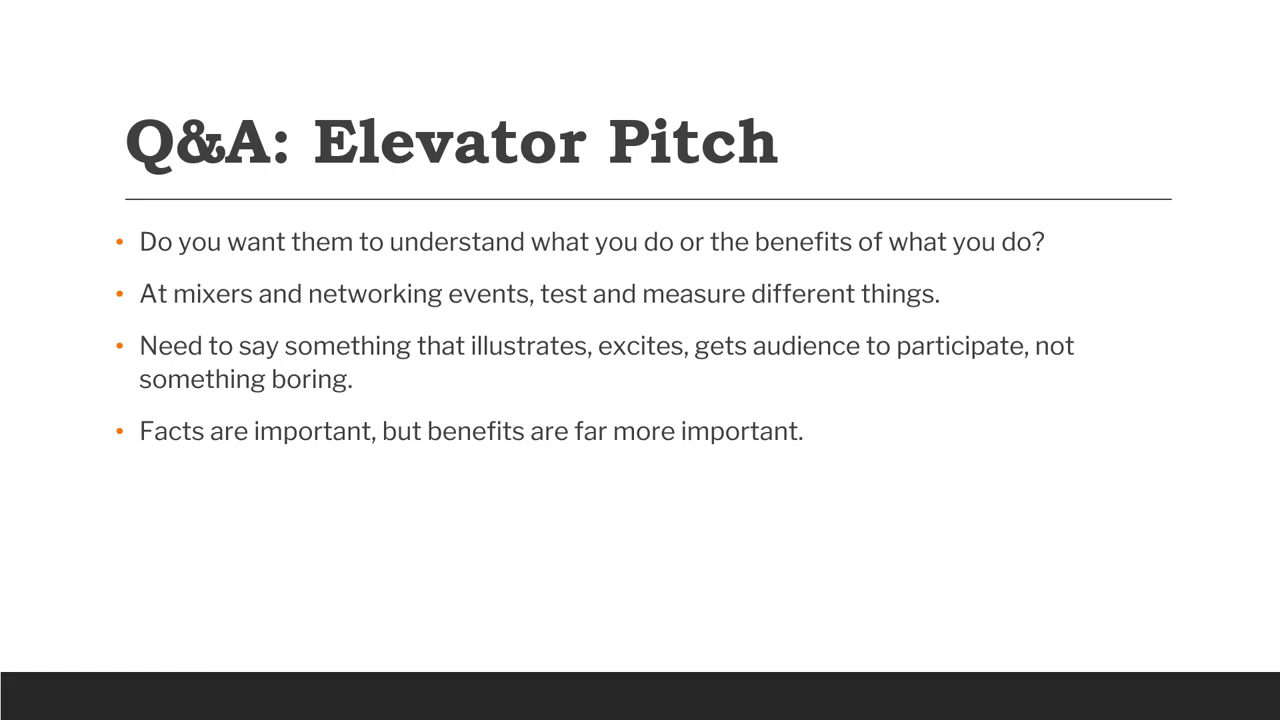 Q&A: Elevator Pitch
• Do you want them to understand what you do or the benefits of what you do?
• At mixers and networking events, test and measure different things.
• Need to say something that illustrates, excites, gets audience to participate, not
something boring.
• Facts are important, but benefits are far more important.